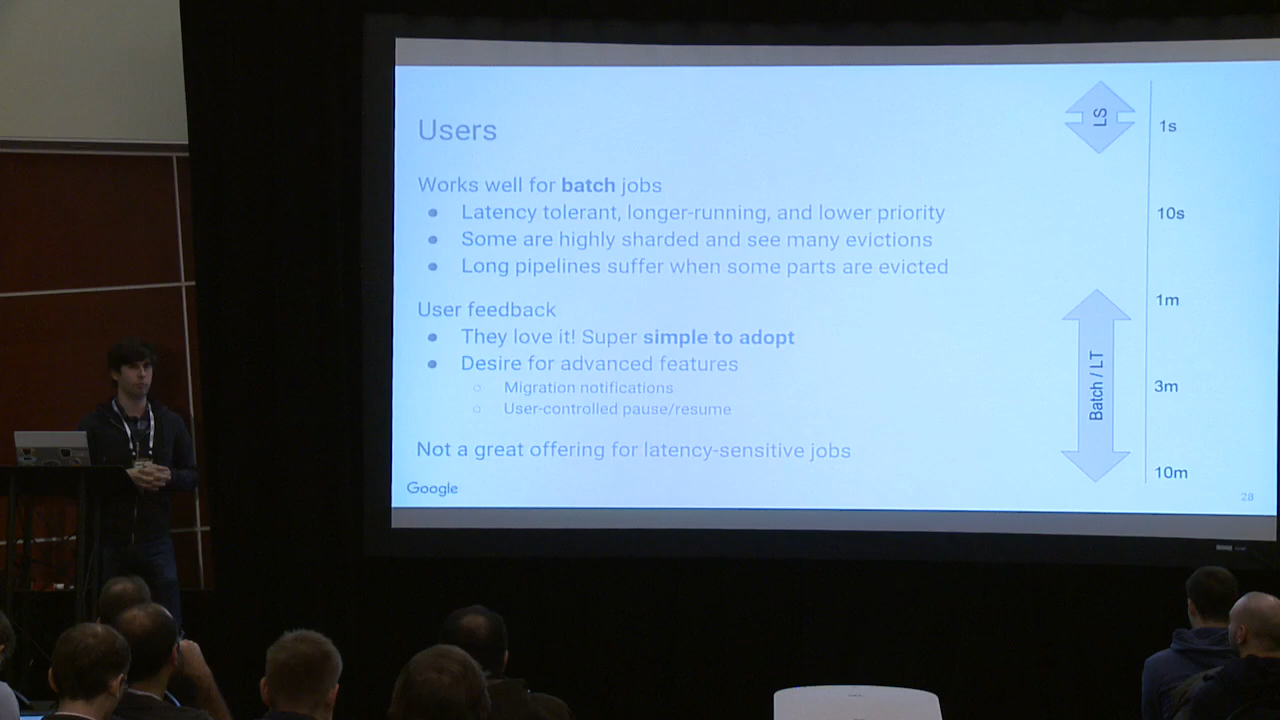 Users
Works well for batch jobs
● Latency tolerant, longer-running, and lower priority
● Some are highly sharded and see many evictions
● Long pipelines suffer when some parts are evicted
User feedback
● They love it! Super simple to adopt
● Desire for advanced features
○ Migration notifications
○ User-controlled pause/resume
Not a great offering for latency-sensitive jobs
Google
28
LS
1s
10s
1m
Batch / LT
3m
10m